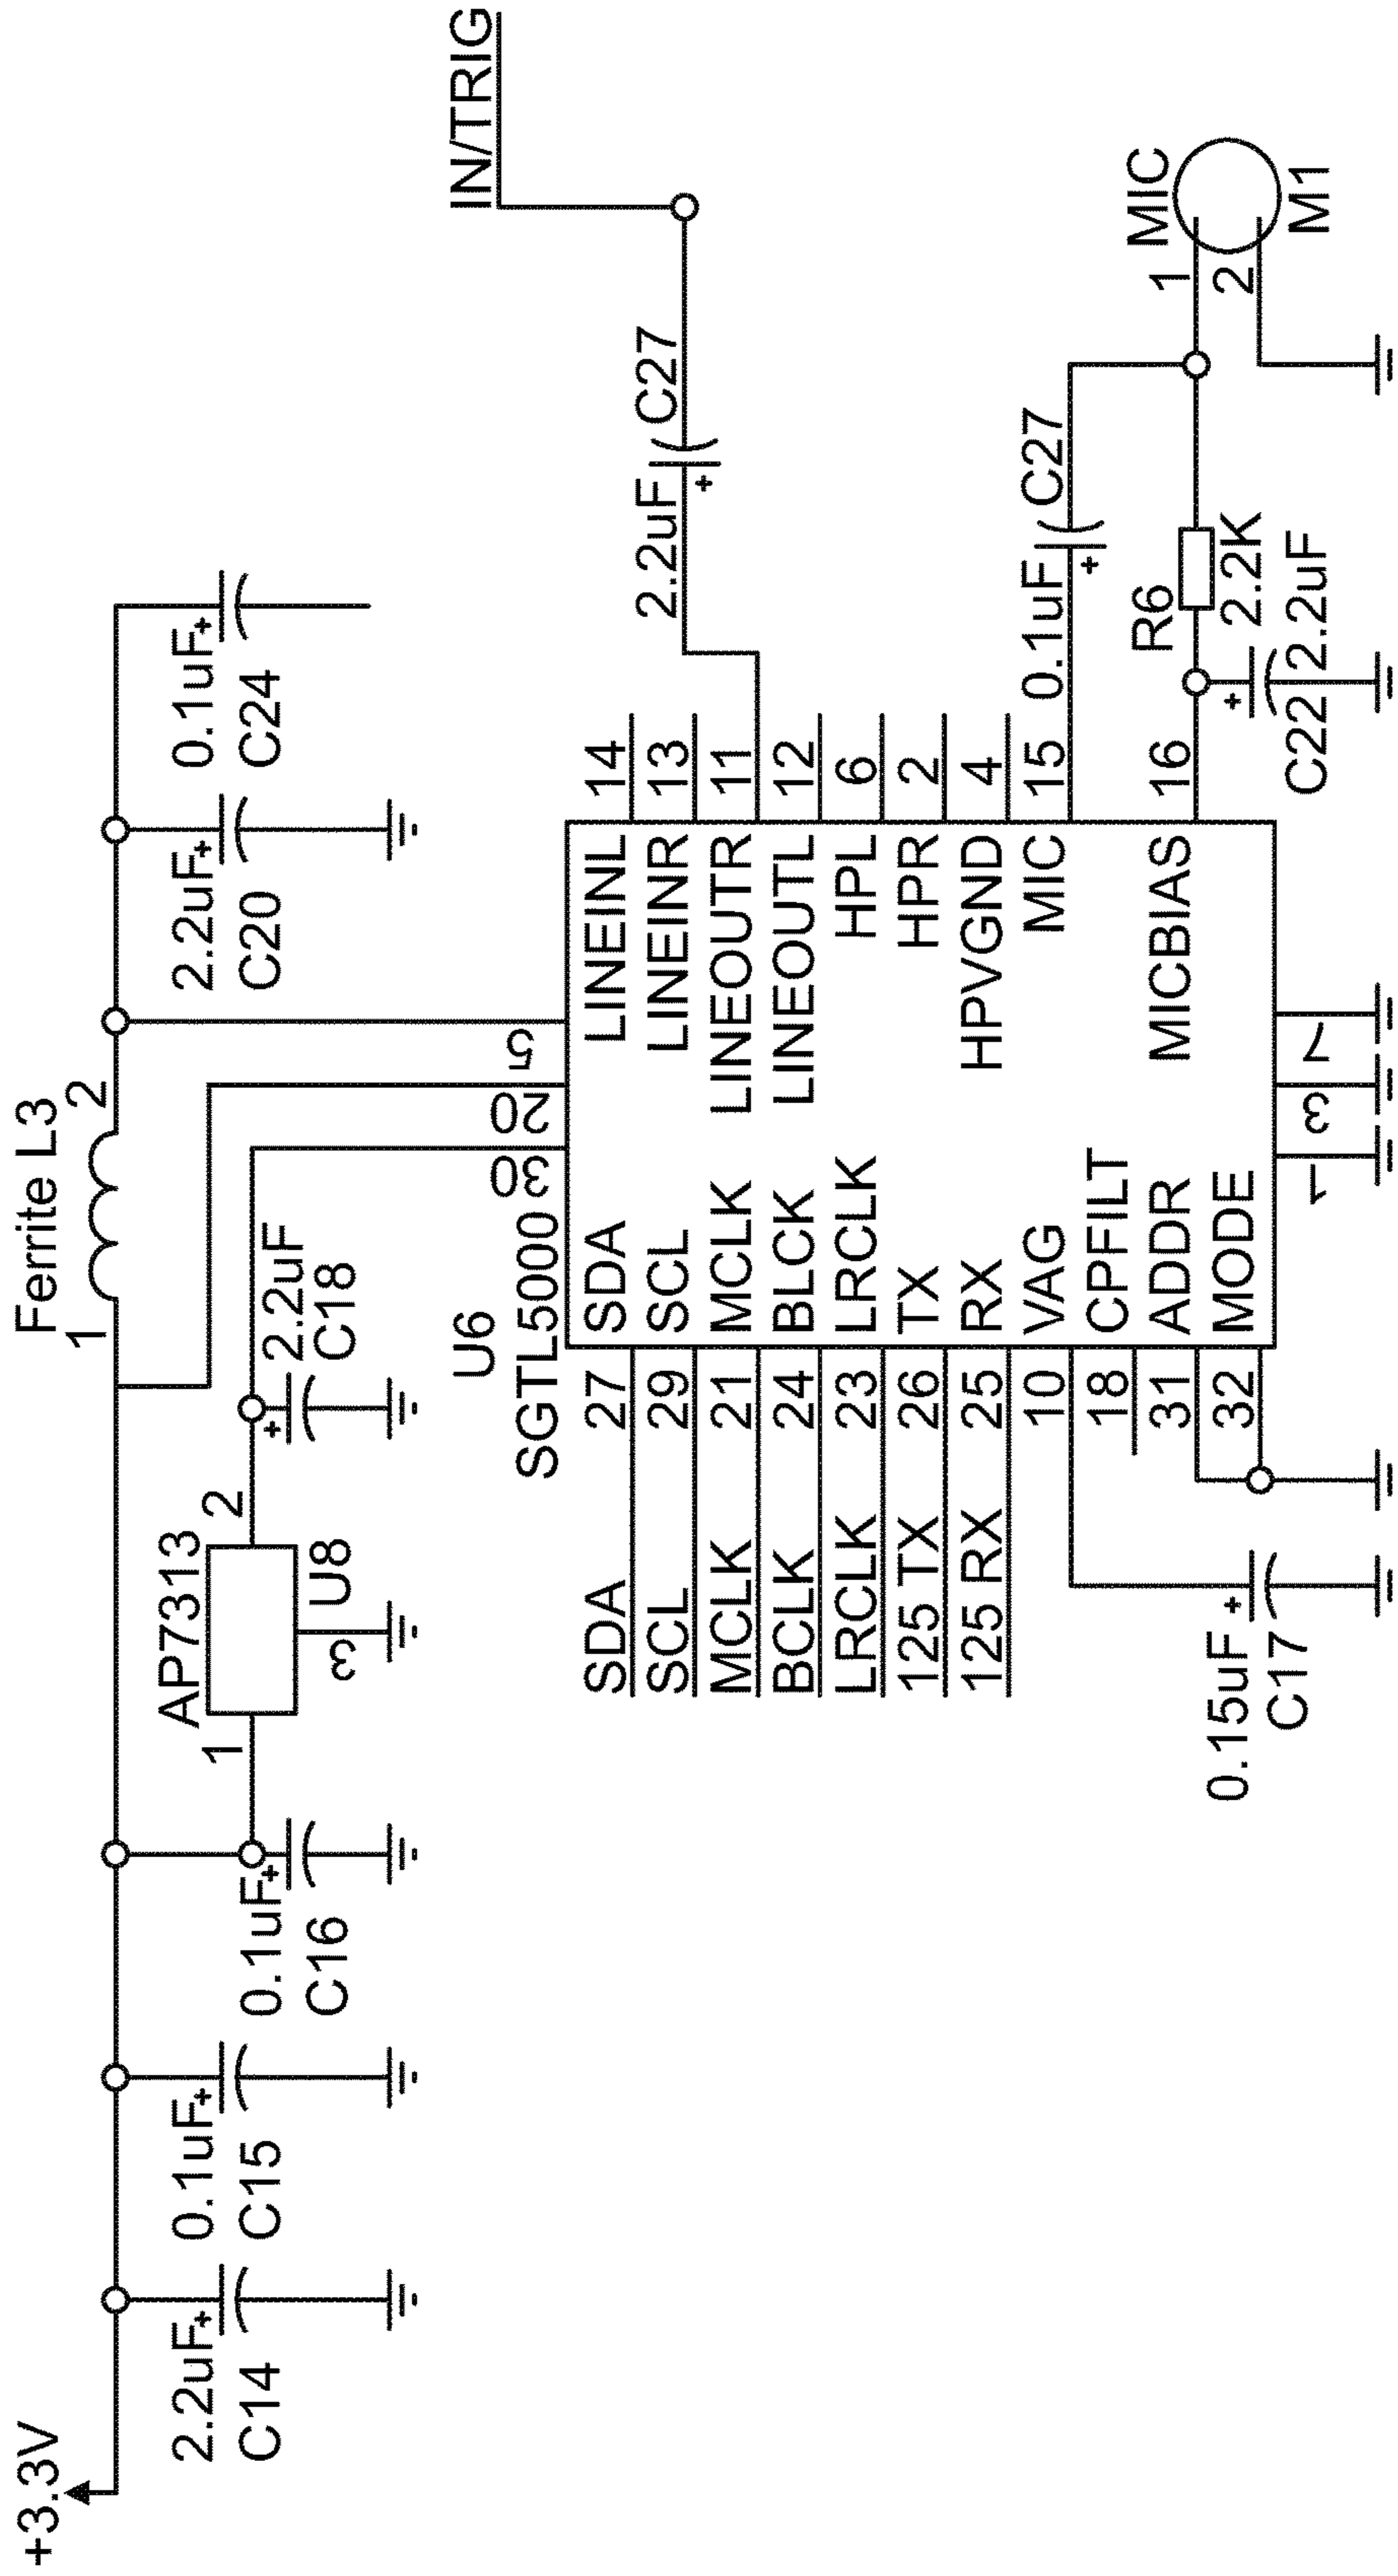 +3.3V
2.2uF
C14
0.1uF
C15
0.1uF
C16
AP7313
1
2
3
U8
2.2uF
C18
Ferrite L3
1
2
2.2uF
C20
0.1uF
C24
U6
SGTL5000
30
20
5
SDA 27 SDA
SCL 29 SCL
MCLK 21 MCLK
BCLK 24 BLCK
LRCLK 23 LRCLK
125 TX 26 TX
125 RX 25 RX
10 VAG
18 CPFILT
31 ADDR
32 MODE
0.15uF
C17
LINEINL 14
LINEINR 13
LINEOUTR 11
LINEOUTL 12
HPL 6
HPR 2
HPVGND 4
MIC 15
MICBIAS 16
1
3
7
2.2uF C27
IN/TRIG
0.1uF C27
R6
2.2K
C22 2.2uF
MIC
1
2
M1